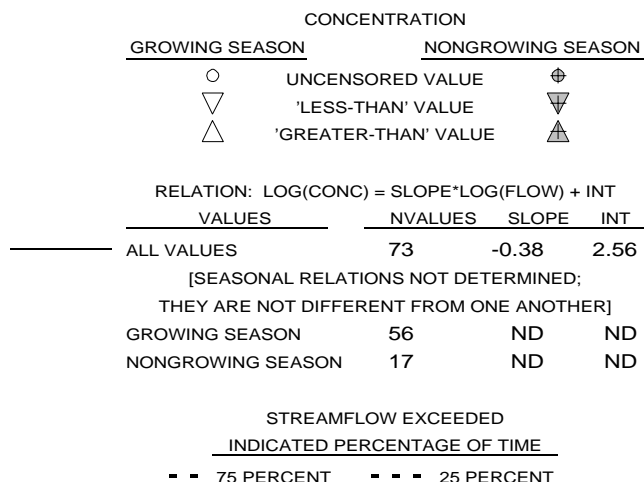 CONCENTRATION
GROWING SEASON NONGROWING SEASON
UNCENSORED VALUE
'LESS-THAN' VALUE
'GREATER-THAN' VALUE
RELATION: LOG(CONC) = SLOPE*LOG(FLOW) + INT
VALUES NVALUES SLOPE INT
ALL VALUES 73 -0.38 2.56
[SEASONAL RELATIONS NOT DETERMINED;
THEY ARE NOT DIFFERENT FROM ONE ANOTHER]
GROWING SEASON 56 ND ND
NONGROWING SEASON 17 ND ND
STREAMFLOW EXCEEDED
INDICATED PERCENTAGE OF TIME
75 PERCENT 25 PERCENT